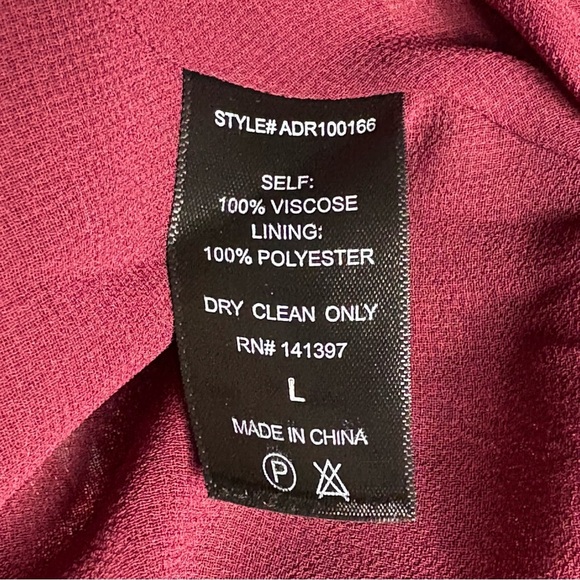 STYLE# ADR100166
SELF:
100% VISCOSE
LINING:
100% POLYESTER
DRY CLEAN ONLY
RN# 141397
L
MADE IN CHINA
P